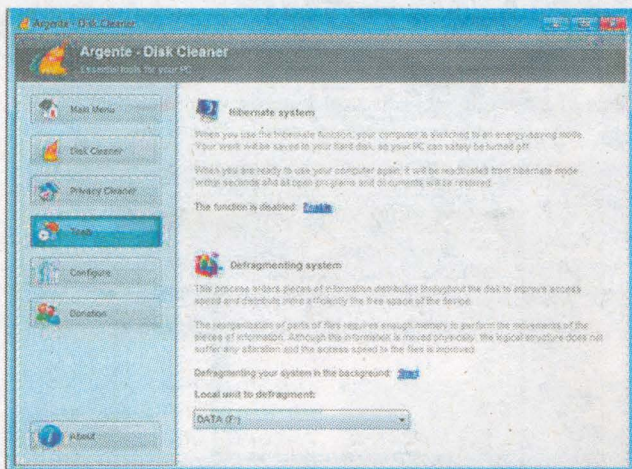 Argente - Disk Cleaner
Argente - Disk Cleaner
Essential tools for your PC
Main Menu
Disk Cleaner
Privacy Cleaner
Tools
Configure
Donation
About
Hibernate system
When you use the hibernate function, your computer is switched to an energy-saving mode.
Your work will be saved to your hard disk, so your PC can safely be turned off.
When you are ready to use your computer again, it will be reactivated from hibernate mode
within seconds and all open programs and documents will be restored.
The function is disabled: Enable
Defragmenting system
This process orders pieces of information distributed throughout the disk to improve access
speed and distribute more efficiently the free space of the device.
The reorganization of parts of files requires enough memory to perform the movements of the
pieces of information. Although the information is moved physically, the logical structure does not
suffer any alteration and the access speed to the files is improved.
Defragmenting your system in the background: Start
Local unit to defragment:
DATA (F:)